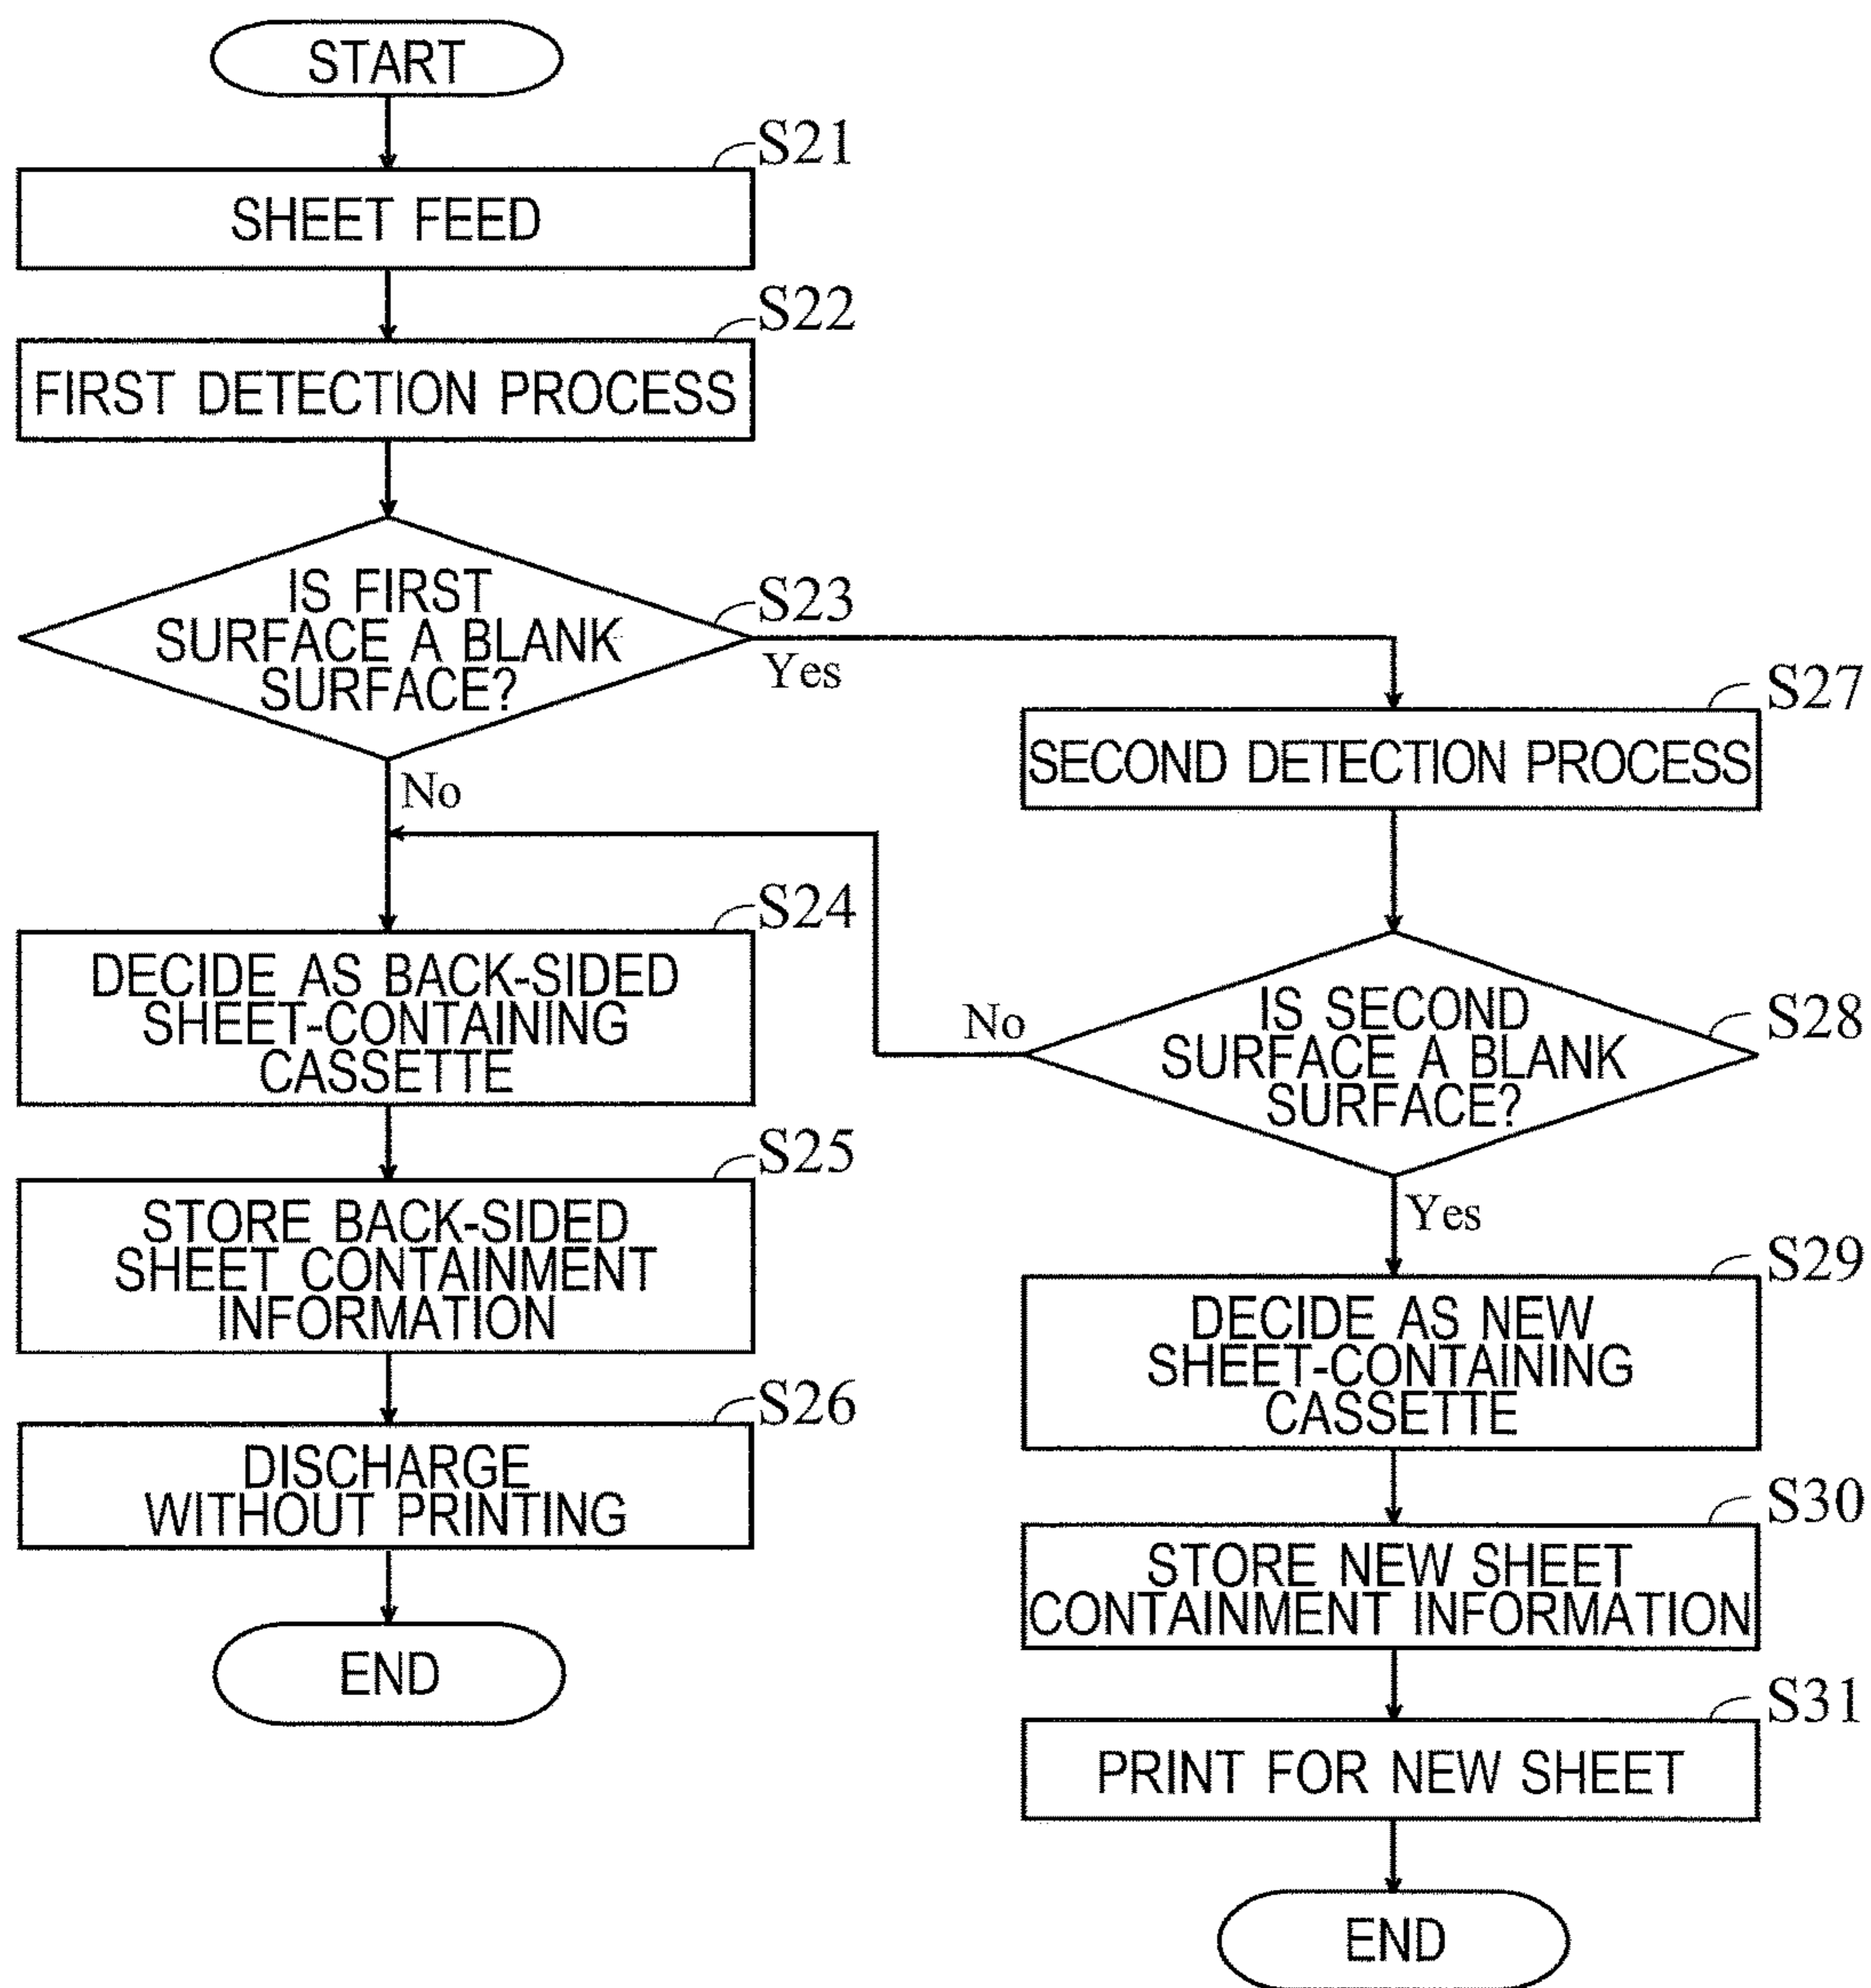 START
S21
SHEET FEED
S22
FIRST DETECTION PROCESS
S23
IS FIRST
SURFACE A BLANK
SURFACE?
Yes
No
S24
DECIDE AS BACK-SIDED
SHEET-CONTAINING
CASSETTE
S25
STORE BACK-SIDED
SHEET CONTAINMENT
INFORMATION
S26
DISCHARGE
WITHOUT PRINTING
END
S27
SECOND DETECTION PROCESS
S28
IS SECOND
SURFACE A BLANK
SURFACE?
No
Yes
S29
DECIDE AS NEW
SHEET-CONTAINING
CASSETTE
S30
STORE NEW SHEET
CONTAINMENT INFORMATION
S31
PRINT FOR NEW SHEET
END